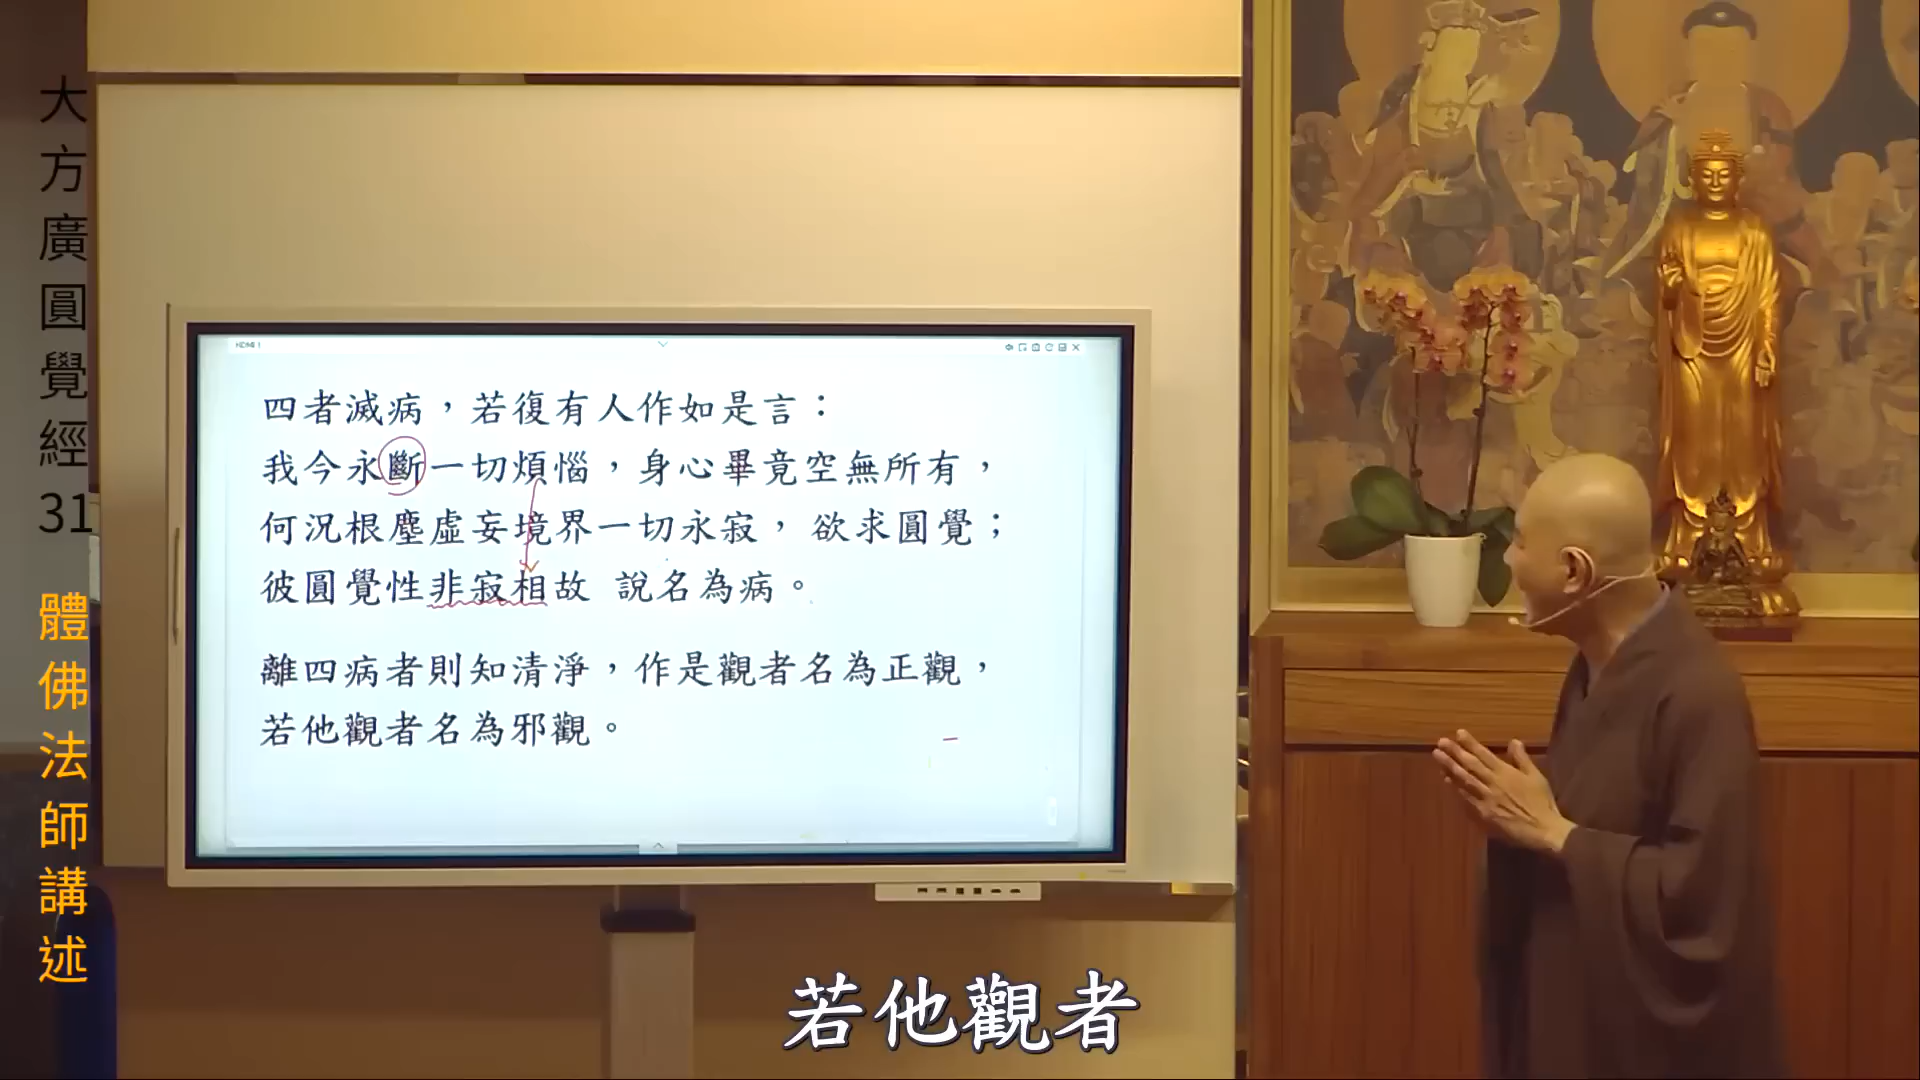 大方廣圓覺經31 體佛法師講述
HDMI 1
四者滅病，若復有人作如是言：
我今永斷一切煩惱，身心畢竟空無所有，
何況根塵虛妄境界一切永寂，欲求圓覺；
彼圓覺性非寂相故 說名為病。
離四病者則知清淨，作是觀者名為正觀，
若他觀者名為邪觀。
若他觀者